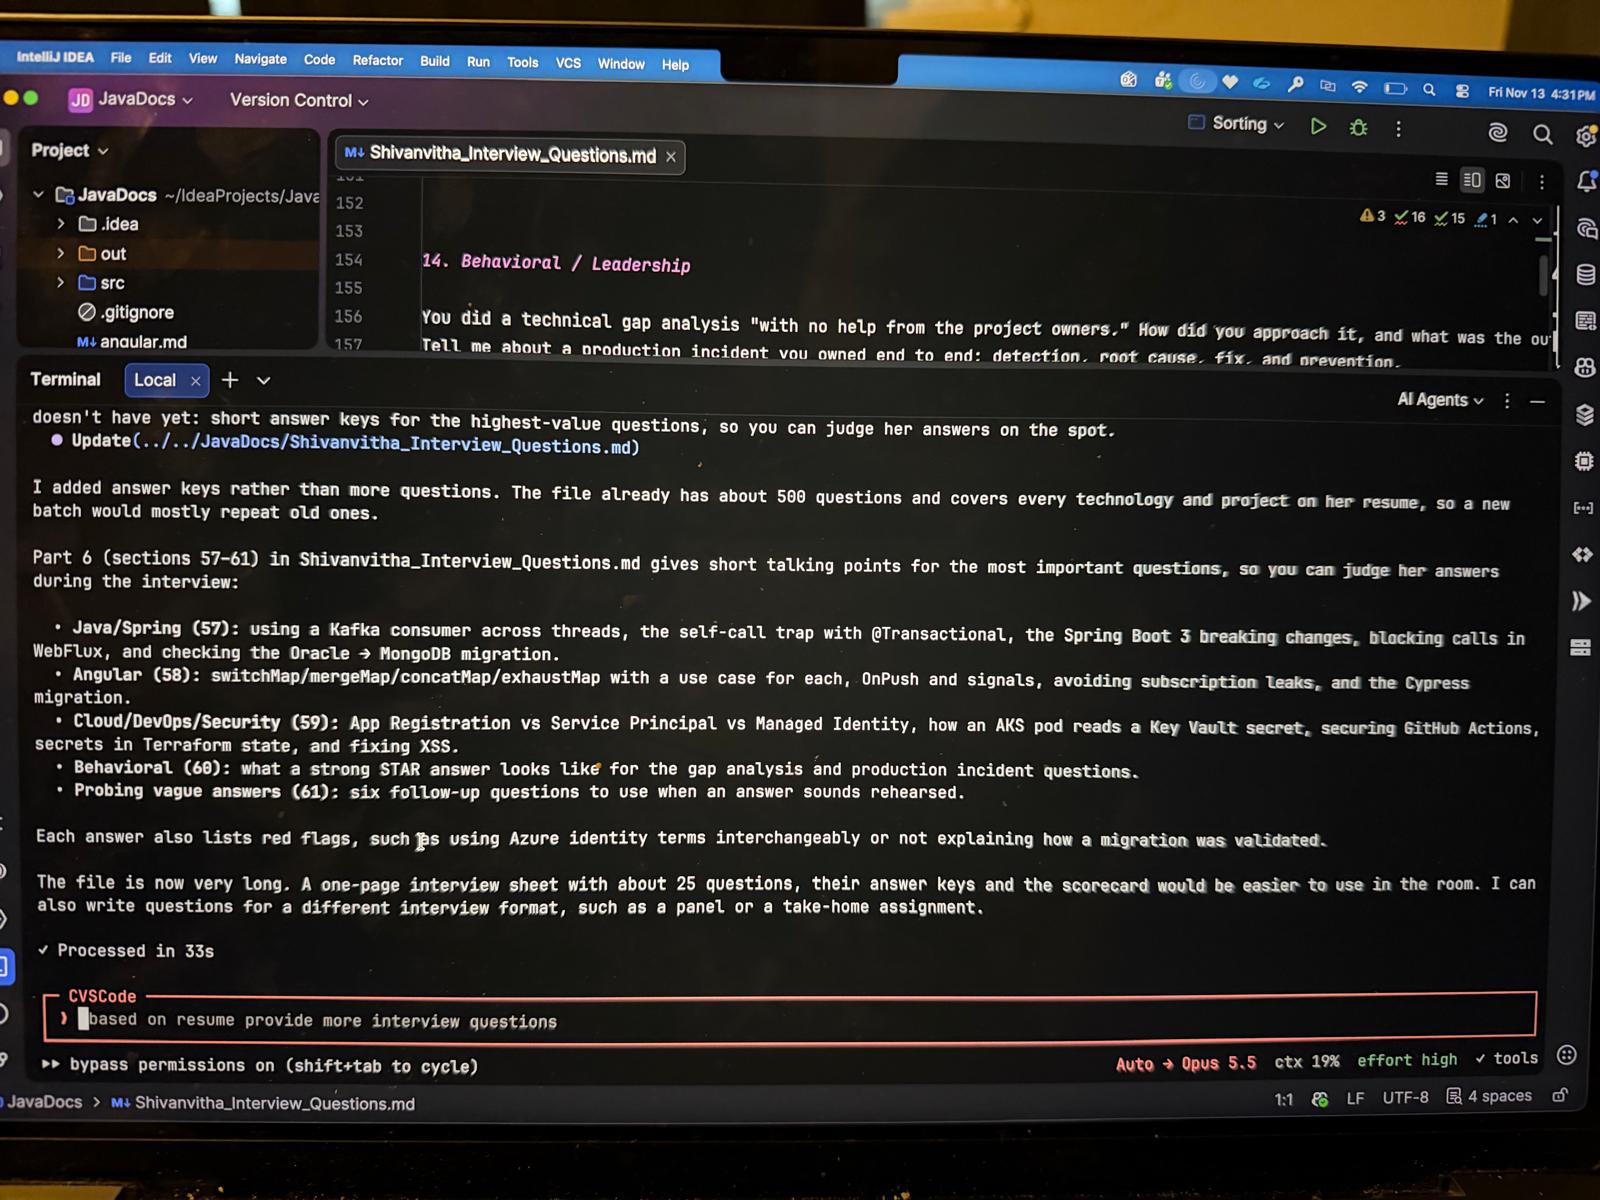 IntelliJ IDEA File Edit View Navigate Code Refactor Build Run Tools VCS Window Help
Fri Nov 13 4:31 PM
JD JavaDocs Version Control
Sorting
Project
Shivanvitha_Interview_Questions.md
JavaDocs ~/IdeaProjects/Java
.idea
out
src
.gitignore
angular.md
3 16 15 1
152
153
154 14. Behavioral / Leadership
155
156 You did a technical gap analysis "with no help from the project owners." How did you approach it, and what was the ou
157 Tell me about a production incident you owned end to end: detection, root cause, fix, and prevention.
Terminal Local
AI Agents
doesn't have yet: short answer keys for the highest-value questions, so you can judge her answers on the spot.
Update(../../JavaDocs/Shivanvitha_Interview_Questions.md)
I added answer keys rather than more questions. The file already has about 500 questions and covers every technology and project on her resume, so a new
batch would mostly repeat old ones.
Part 6 (sections 57–61) in Shivanvitha_Interview_Questions.md gives short talking points for the most important questions, so you can judge her answers
during the interview:
• Java/Spring (57): using a Kafka consumer across threads, the self-call trap with @Transactional, the Spring Boot 3 breaking changes, blocking calls in
WebFlux, and checking the Oracle → MongoDB migration.
• Angular (58): switchMap/mergeMap/concatMap/exhaustMap with a use case for each, OnPush and signals, avoiding subscription leaks, and the Cypress
migration.
• Cloud/DevOps/Security (59): App Registration vs Service Principal vs Managed Identity, how an AKS pod reads a Key Vault secret, securing GitHub Actions,
secrets in Terraform state, and fixing XSS.
• Behavioral (60): what a strong STAR answer looks like for the gap analysis and production incident questions.
• Probing vague answers (61): six follow-up questions to use when an answer sounds rehearsed.
Each answer also lists red flags, such as using Azure identity terms interchangeably or not explaining how a migration was validated.
The file is now very long. A one-page interview sheet with about 25 questions, their answer keys and the scorecard would be easier to use in the room. I can
also write questions for a different interview format, such as a panel or a take-home assignment.
✓ Processed in 33s
CVSCode
❯ based on resume provide more interview questions
▸▸ bypass permissions on (shift+tab to cycle)
Auto → Opus 5.5 ctx 19% effort high ✓ tools
JavaDocs > Shivanvitha_Interview_Questions.md
1:1 LF UTF-8 4 spaces